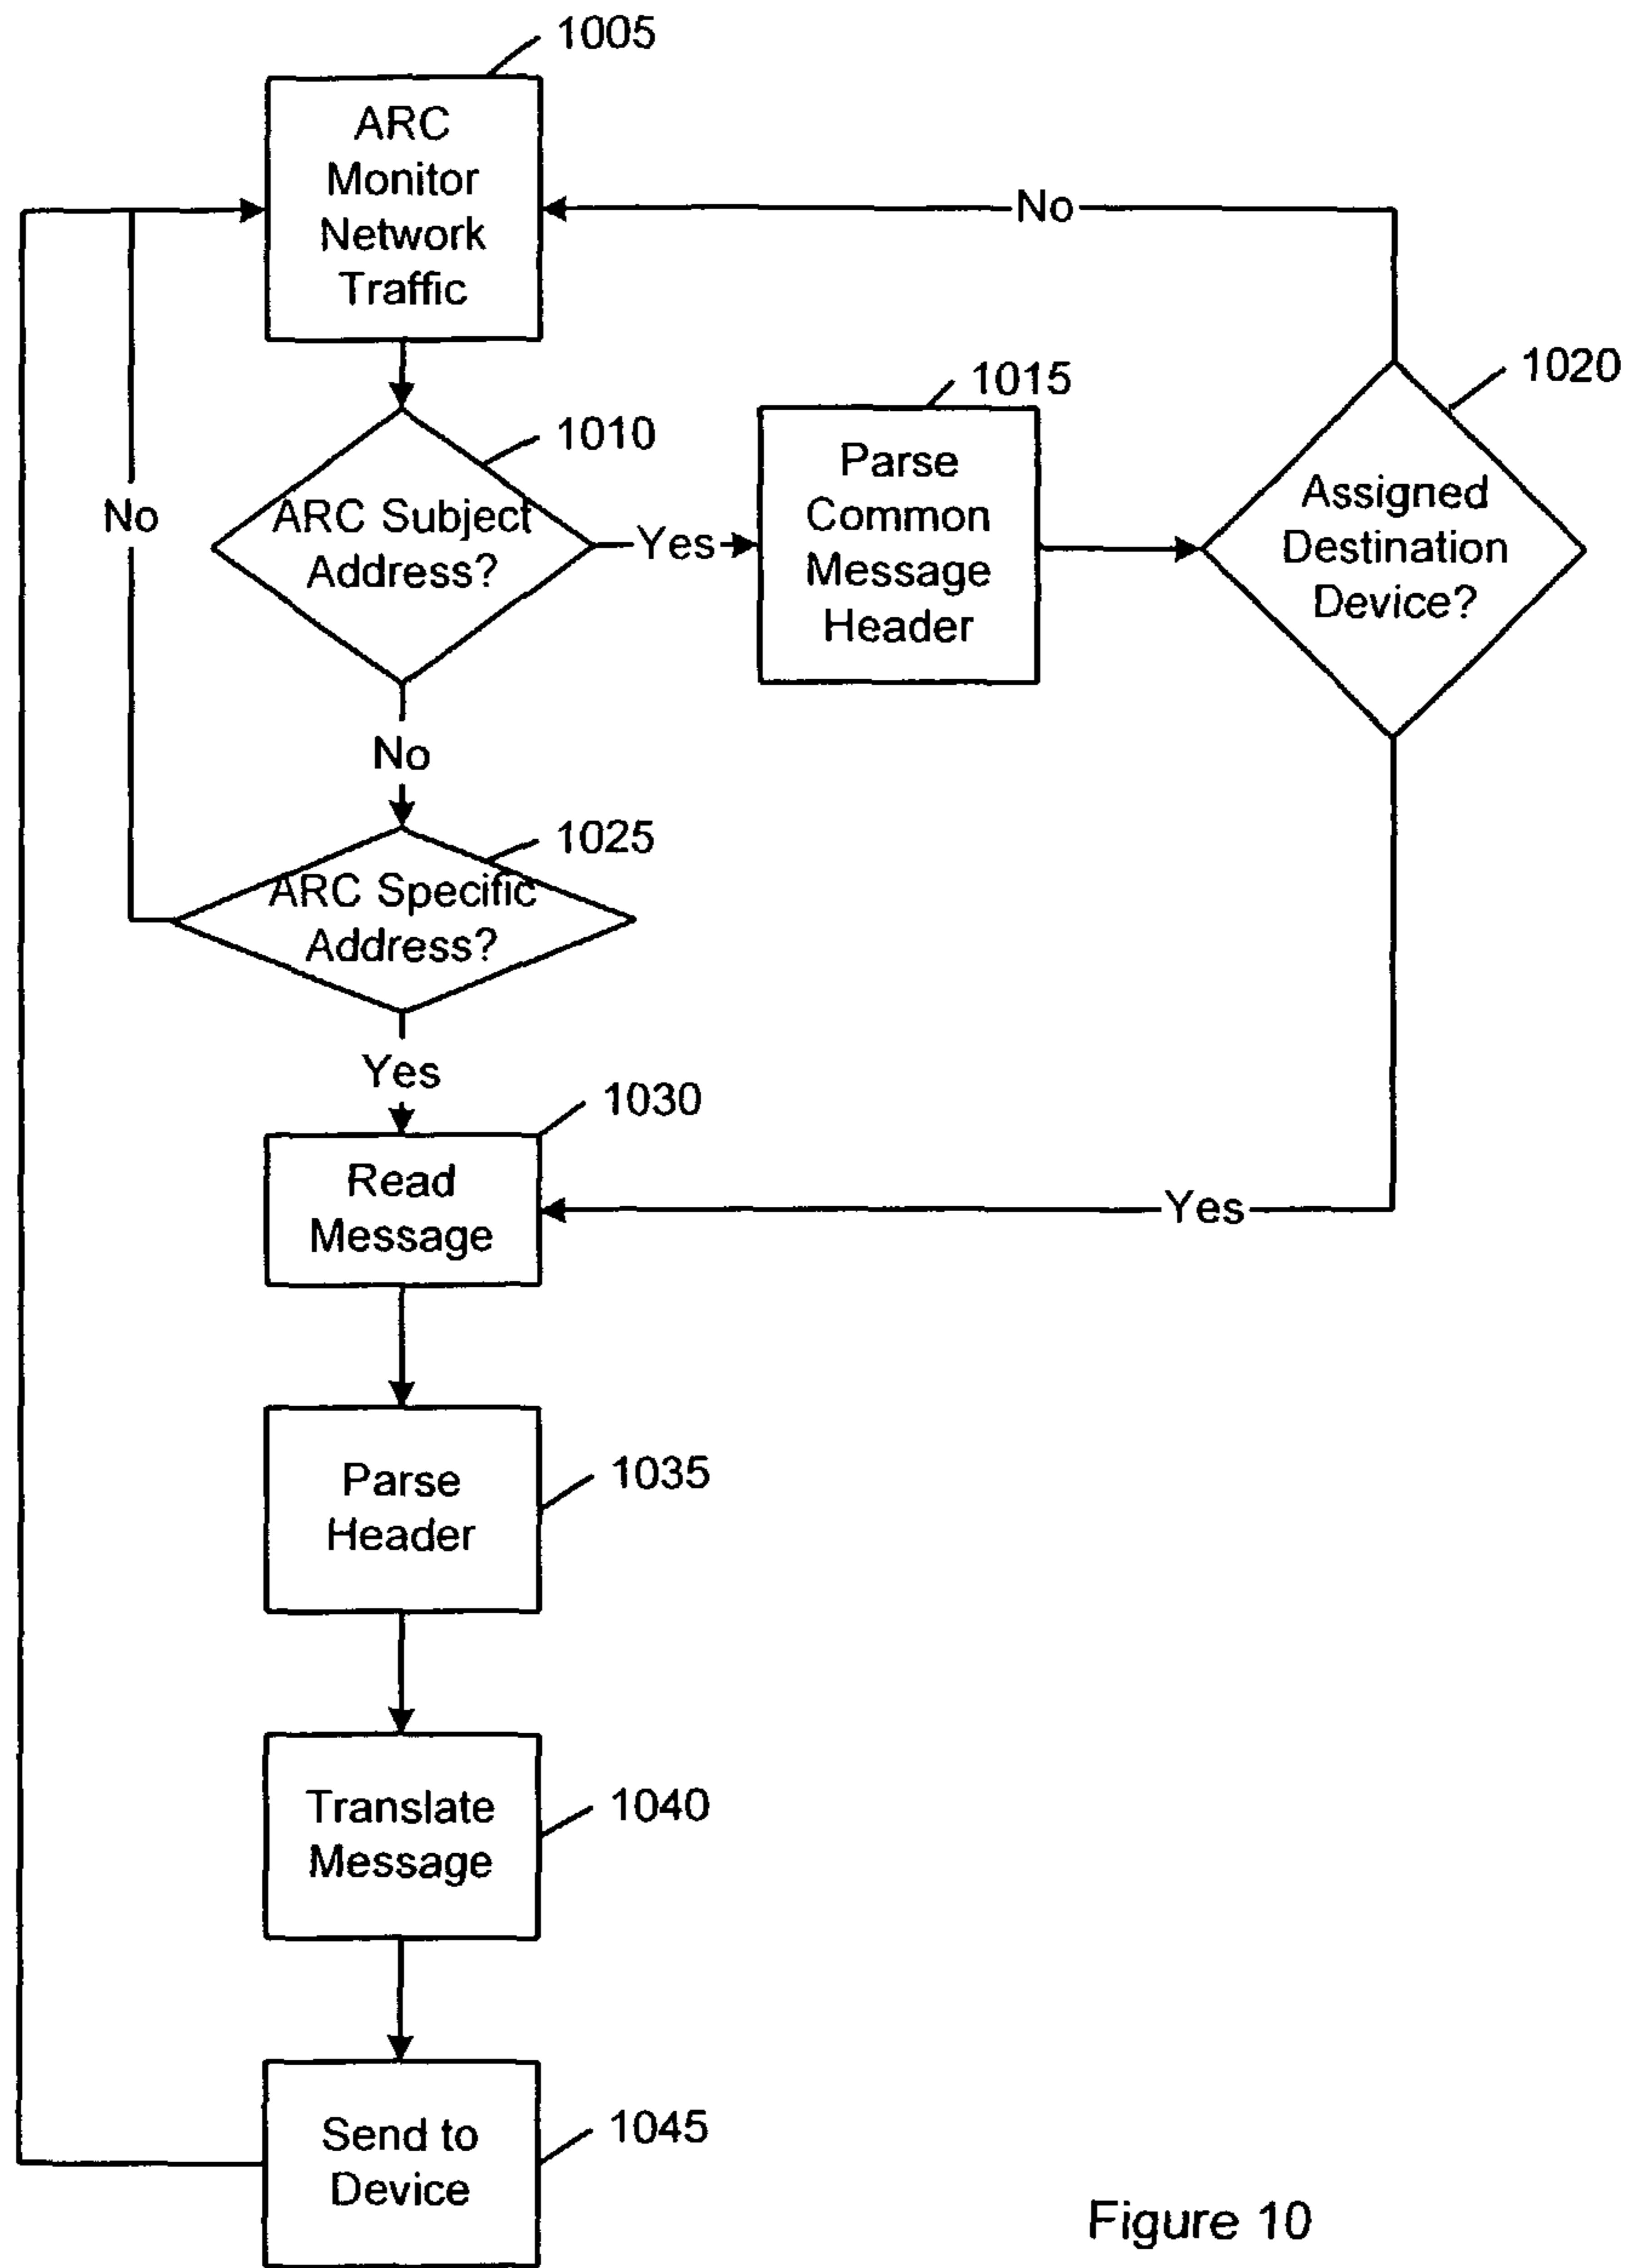 1005
ARC
Monitor
Network
Traffic
No
1015
1020
1010
Parse
Common
Message
Header
Assigned
Destination
Device?
No
ARC Subject
Address?
Yes
No
1025
ARC Specific
Address?
Yes
1030
Read
Message
Yes
Parse
Header
1035
Translate
Message
1040
Send to
Device
1045
Figure 10